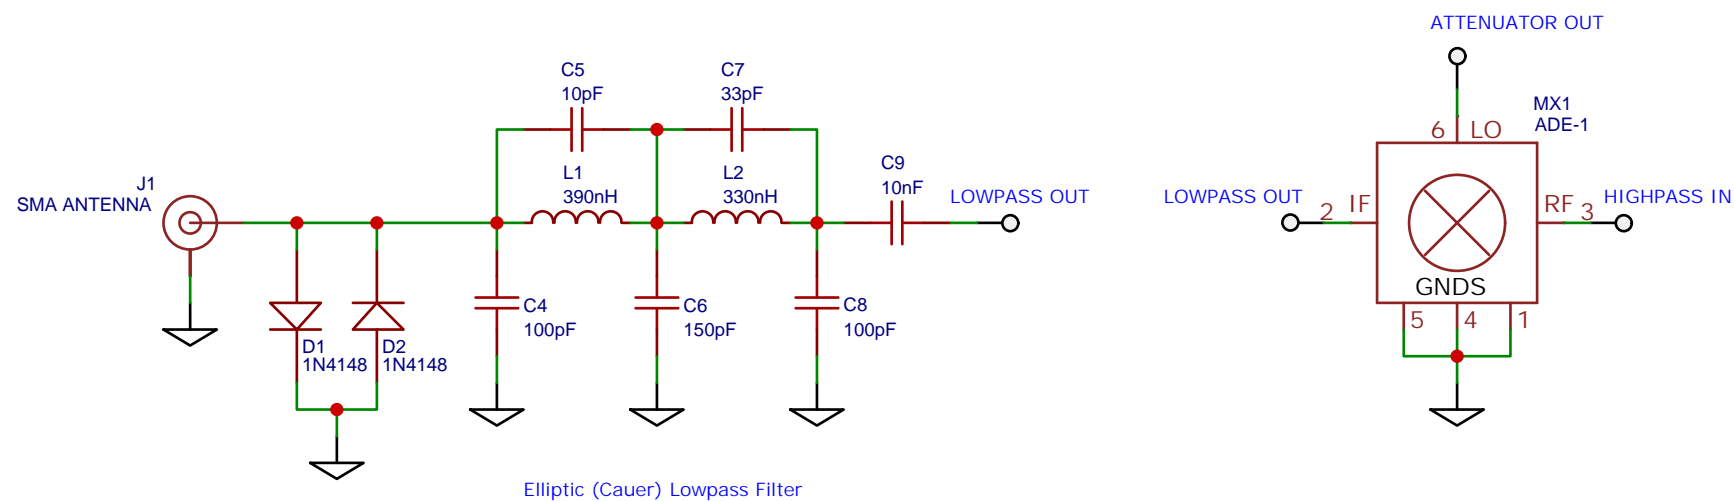 ATTENUATOR OUT
C5
10pF
C7
33pF
MX1
ADE-1
6
LO
J1
SMA ANTENNA
L1
390nH
L2
330nH
C9
10nF
LOWPASS OUT
LOWPASS OUT
2
IF
RF
3
HIGHPASS IN
GNDS
5
4
1
C4
100pF
C6
150pF
C8
100pF
D1
1N4148
D2
1N4148
Elliptic (Cauer) Lowpass Filter